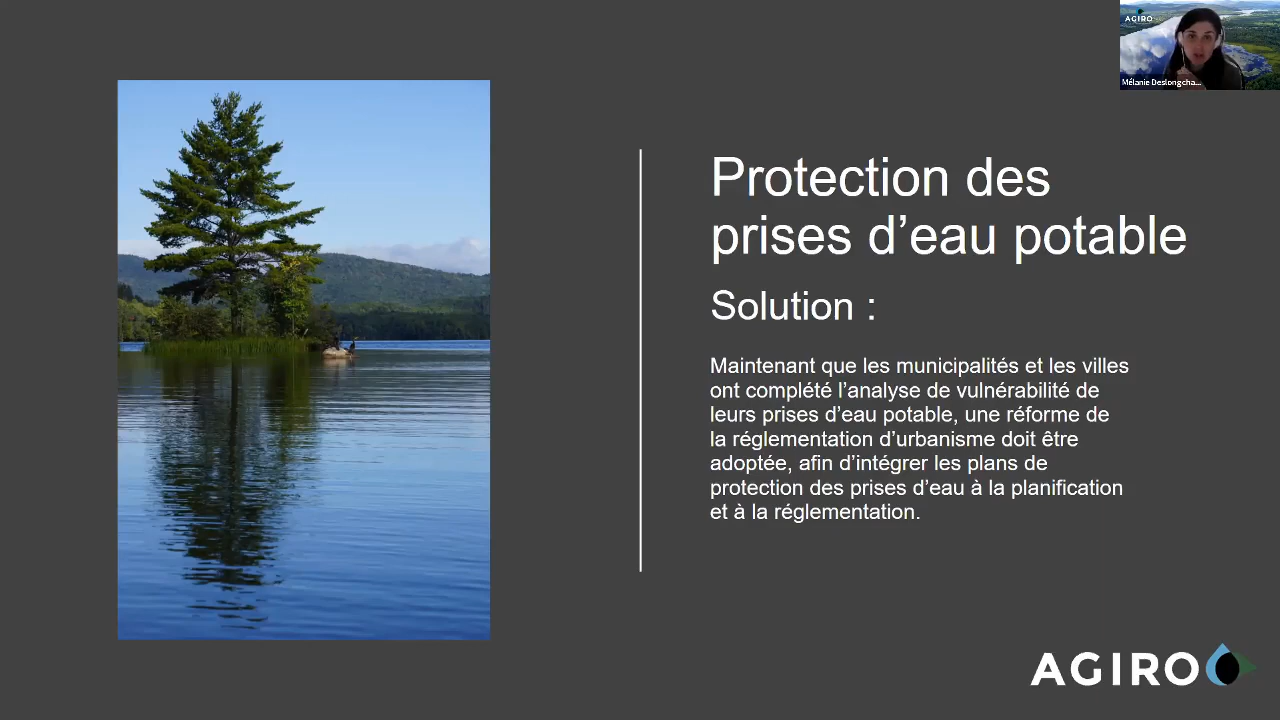 AGIRO
Mélanie Deslongcha...
Protection des
prises d’eau potable
Solution :
Maintenant que les municipalités et les villes
ont complété l’analyse de vulnérabilité de
leurs prises d’eau potable, une réforme de
la réglementation d’urbanisme doit être
adoptée, afin d’intégrer les plans de
protection des prises d’eau à la planification
et à la réglementation.
AGIRO